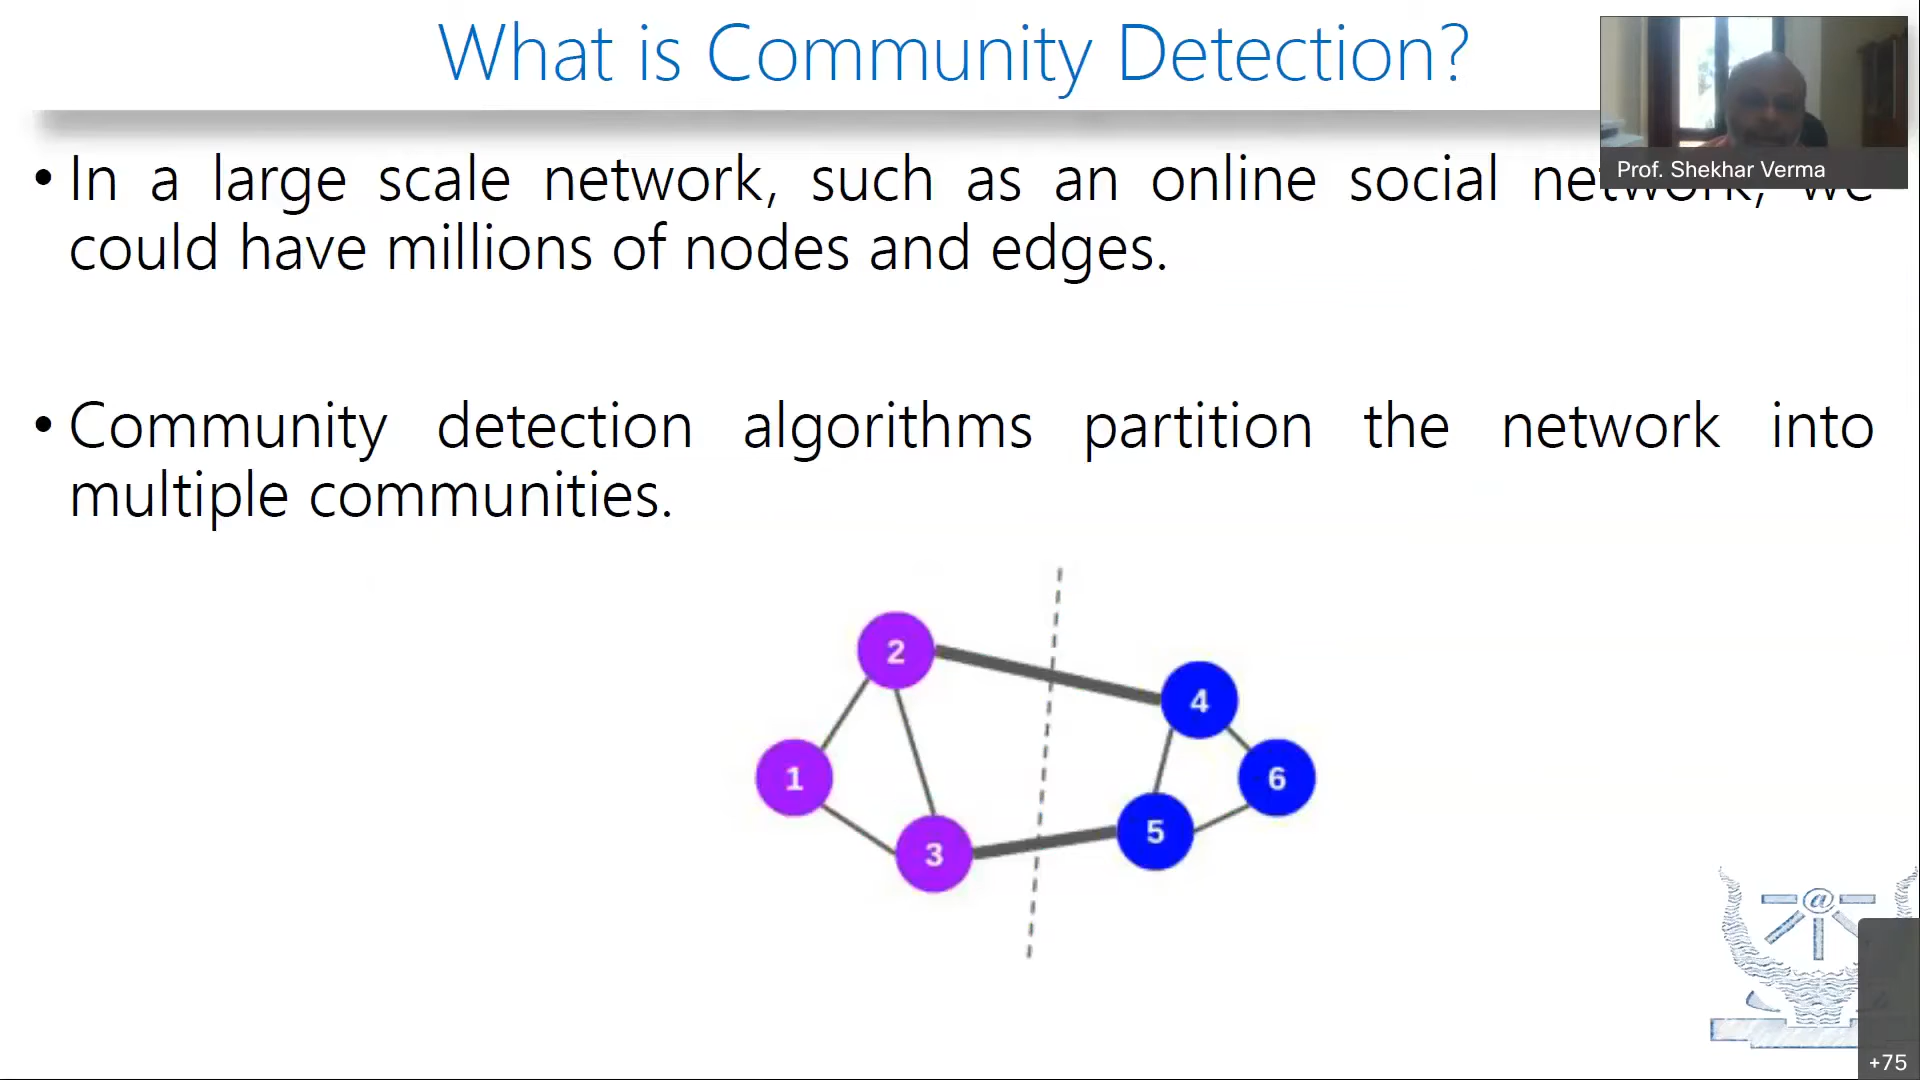 What is Community Detection?
Prof. Shekhar Verma
• In a large scale network, such as an online social network, we
could have millions of nodes and edges.
• Community detection algorithms partition the network into
multiple communities.
2
4
1
6
5
3
@
+75